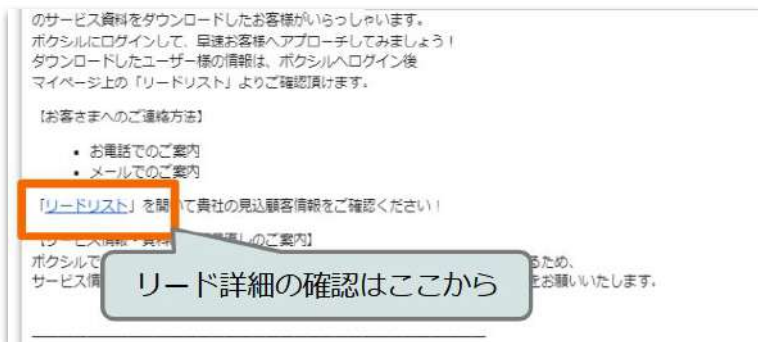 のサービス資料をダウンロードしたお客様がいらっしゃいます。
ボクシルにログインして、早速お客様へアプローチしてみましょう！
ダウンロードしたユーザー様の情報は、ボクシルへログイン後
マイページ上の「リードリスト」よりご確認頂けます。
【お客さまへのご連絡方法】
• お電話でのご案内
• メールでのご案内
「リードリスト」を開いて貴社の見込顧客情報をご確認ください！
のご案内】
ボクシルで
るため、
サービス情
をお願いいたします。
リード詳細の確認はここから